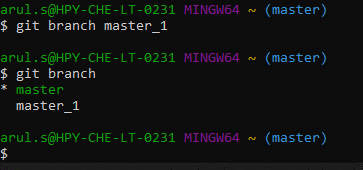 arul.s@HPY-CHE-LT-0231 MINGW64 ~ (master)
$ git branch master_1
arul.s@HPY-CHE-LT-0231 MINGW64 ~ (master)
$ git branch
* master
  master_1
arul.s@HPY-CHE-LT-0231 MINGW64 ~ (master)
$